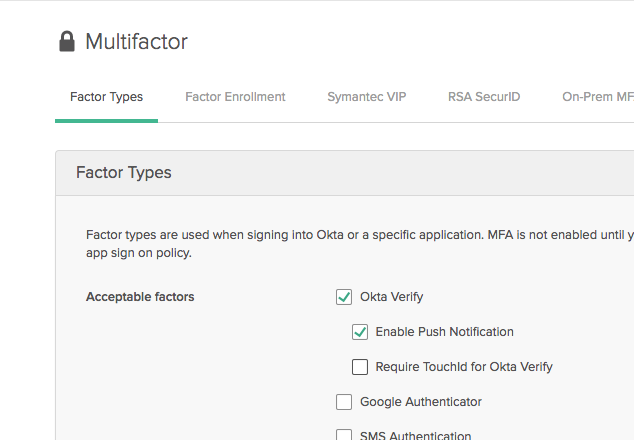 Multifactor
Factor Types Factor Enrollment Symantec VIP RSA SecurID On-Prem MF
Factor Types
Factor types are used when signing into Okta or a specific application. MFA is not enabled until y
app sign on policy.
Acceptable factors Okta Verify
Enable Push Notification
Require TouchId for Okta Verify
Google Authenticator
SMS Authentication